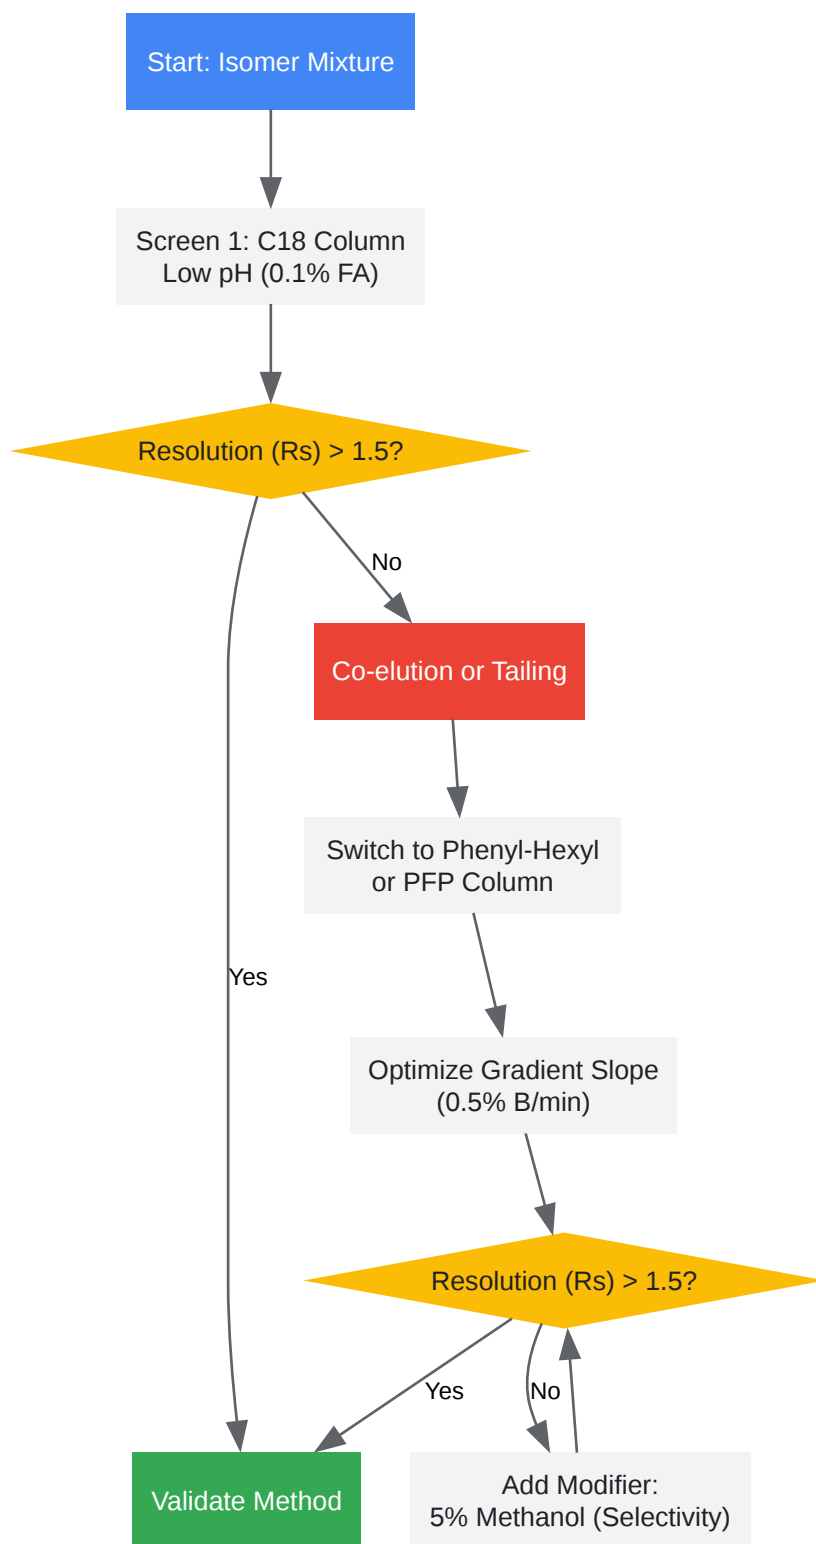 Start: Isomer Mixture
Screen 1: C18 Column
Low pH (0.1% FA)
Resolution (Rs) > 1.5?
No
Co-elution or Tailing
Switch to Phenyl-Hexyl
or PFP Column
Yes
Optimize Gradient Slope
(0.5% B/min)
Resolution (Rs) > 1.5?
Yes
No
Validate Method
Add Modifier:
5% Methanol (Selectivity)